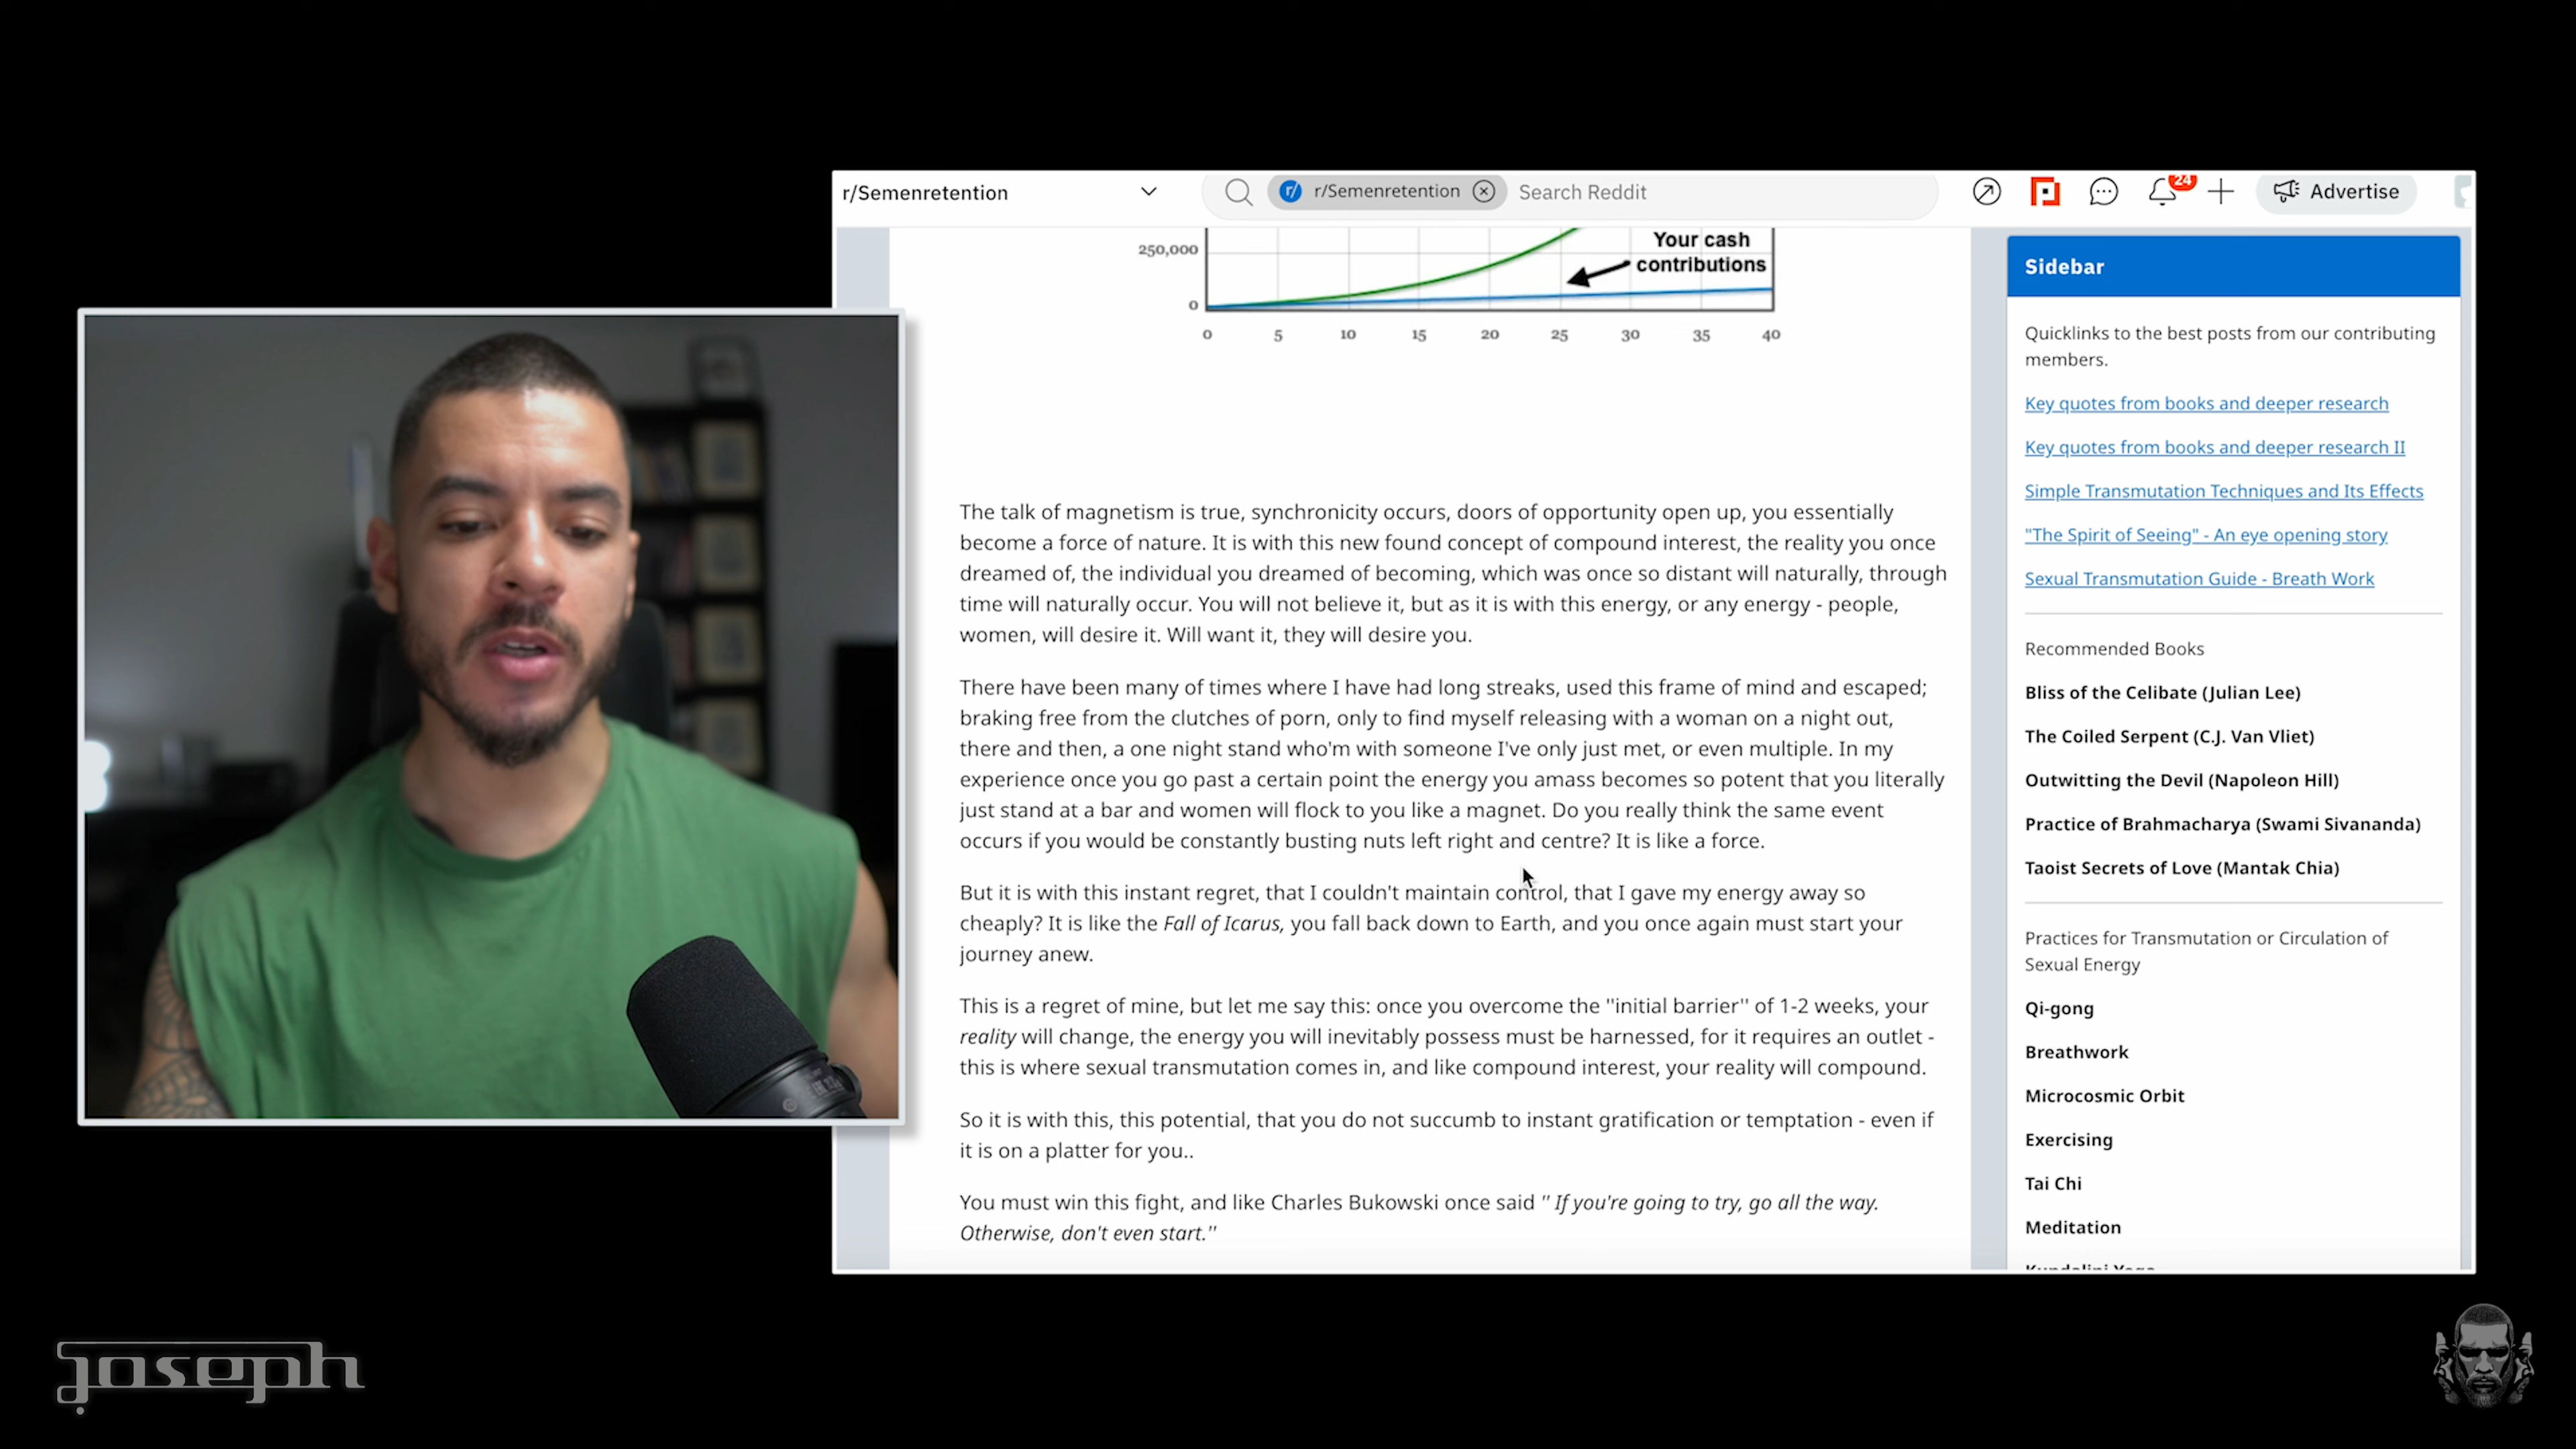 r/Semenretention
r/ r/Semenretention Search Reddit
24
Advertise
250,000
0
Your cash
contributions
0 5 10 15 20 25 30 35 40
The talk of magnetism is true, synchronicity occurs, doors of opportunity open up, you essentially
become a force of nature. It is with this new found concept of compound interest, the reality you once
dreamed of, the individual you dreamed of becoming, which was once so distant will naturally, through
time will naturally occur. You will not believe it, but as it is with this energy, or any energy - people,
women, will desire it. Will want it, they will desire you.
There have been many of times where I have had long streaks, used this frame of mind and escaped;
braking free from the clutches of porn, only to find myself releasing with a woman on a night out,
there and then, a one night stand who'm with someone I've only just met, or even multiple. In my
experience once you go past a certain point the energy you amass becomes so potent that you literally
just stand at a bar and women will flock to you like a magnet. Do you really think the same event
occurs if you would be constantly busting nuts left right and centre? It is like a force.
But it is with this instant regret, that I couldn't maintain control, that I gave my energy away so
cheaply? It is like the Fall of Icarus, you fall back down to Earth, and you once again must start your
journey anew.
This is a regret of mine, but let me say this: once you overcome the ''initial barrier'' of 1-2 weeks, your
reality will change, the energy you will inevitably possess must be harnessed, for it requires an outlet -
this is where sexual transmutation comes in, and like compound interest, your reality will compound.
So it is with this, this potential, that you do not succumb to instant gratification or temptation - even if
it is on a platter for you..
You must win this fight, and like Charles Bukowski once said '' If you're going to try, go all the way.
Otherwise, don't even start.''
Sidebar
Quicklinks to the best posts from our contributing
members.
Key quotes from books and deeper research
Key quotes from books and deeper research II
Simple Transmutation Techniques and Its Effects
"The Spirit of Seeing" - An eye opening story
Sexual Transmutation Guide - Breath Work
Recommended Books
Bliss of the Celibate (Julian Lee)
The Coiled Serpent (C.J. Van Vliet)
Outwitting the Devil (Napoleon Hill)
Practice of Brahmacharya (Swami Sivananda)
Taoist Secrets of Love (Mantak Chia)
Practices for Transmutation or Circulation of
Sexual Energy
Qi-gong
Breathwork
Microcosmic Orbit
Exercising
Tai Chi
Meditation
Kundalini Yoga
joseph